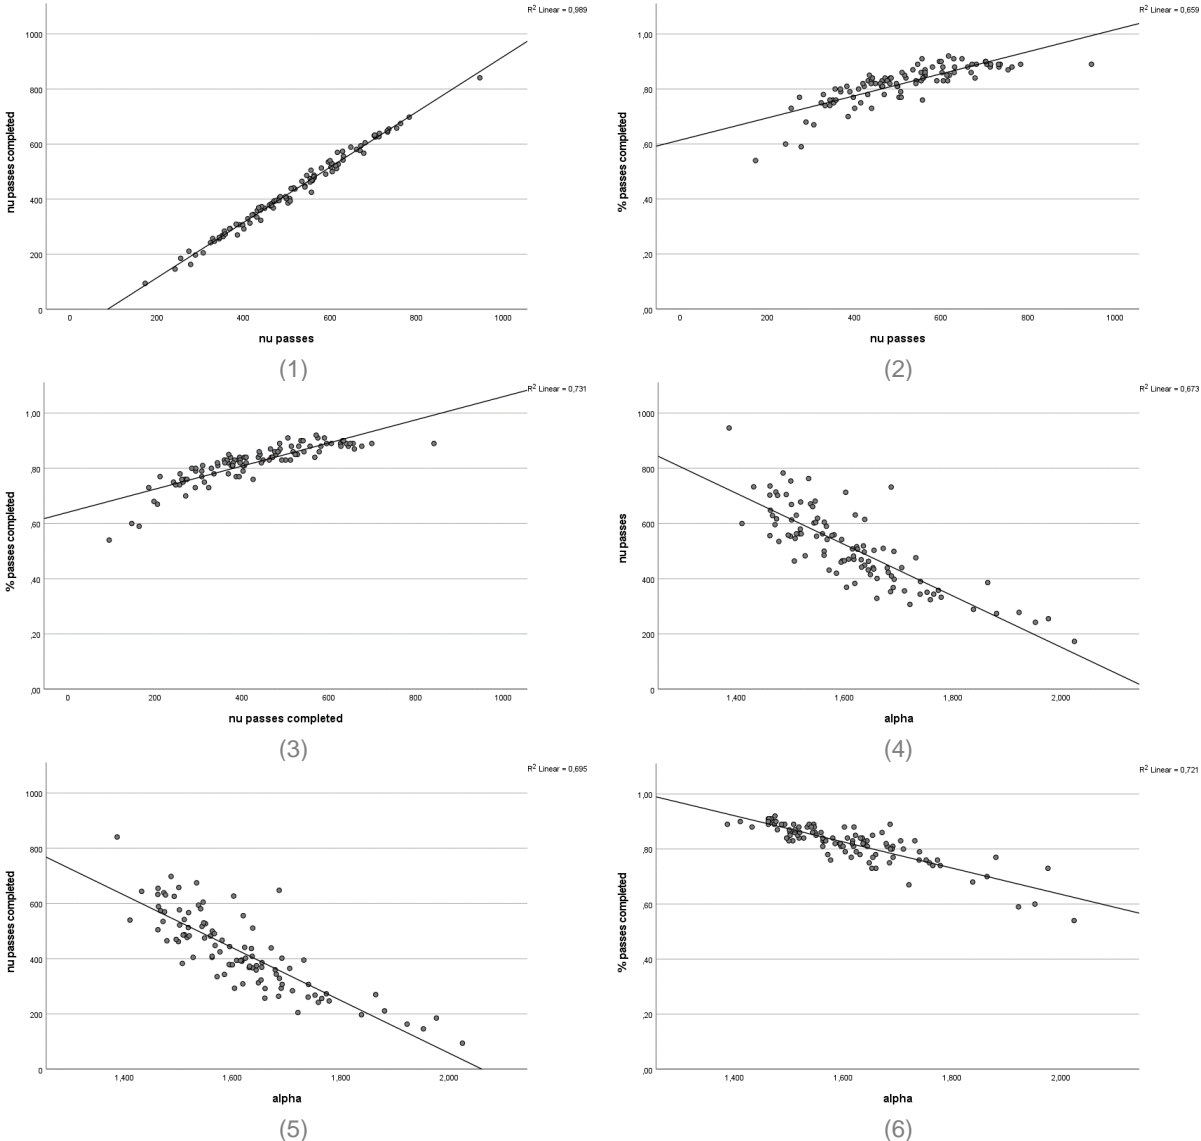 R² Linear = 0,989
1000
800
600
400
200
0
nu passes completed
0 200 400 600 800 1000
nu passes
(1)
R² Linear = 0,659
1,00
,80
,60
,40
,20
,00
% passes completed
0 200 400 600 800 1000
nu passes
(2)
R² Linear = 0,731
1,00
,80
,60
,40
,20
,00
% passes completed
0 200 400 600 800 1000
nu passes completed
(3)
R² Linear = 0,673
1000
800
600
400
200
0
nu passes
1,400 1,600 1,800 2,000
alpha
(4)
R² Linear = 0,695
1000
800
600
400
200
0
nu passes completed
1,400 1,600 1,800 2,000
alpha
(5)
R² Linear = 0,721
1,00
,80
,60
,40
,20
,00
% passes completed
1,400 1,600 1,800 2,000
alpha
(6)